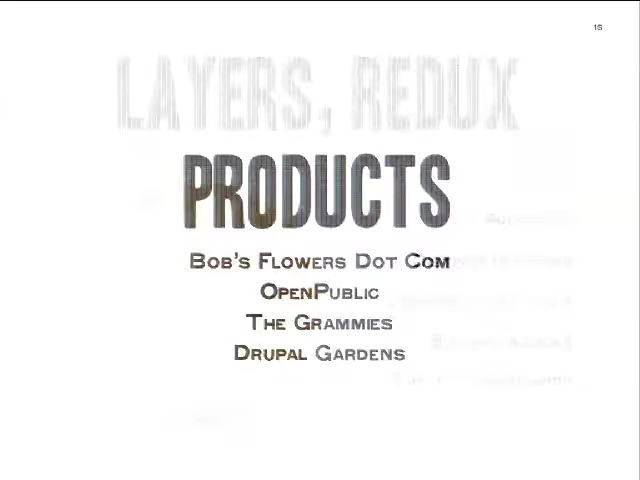 16
LAYERS, REDUX
PRODUCTS
Bob's Flowers Dot Com
OpenPublic
The Grammies
Drupal Gardens